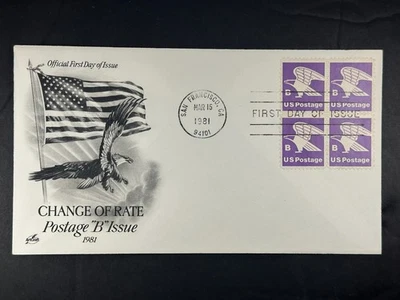 Official First Day of Issue
SAN FRANCISCO, CA
MAR 15
1981
94101
FIRST DAY OF ISSUE
B
US Postage
B
US Postage
B
US Postage
B
US Postage
CHANGE OF RATE
Postage "B" Issue
1981